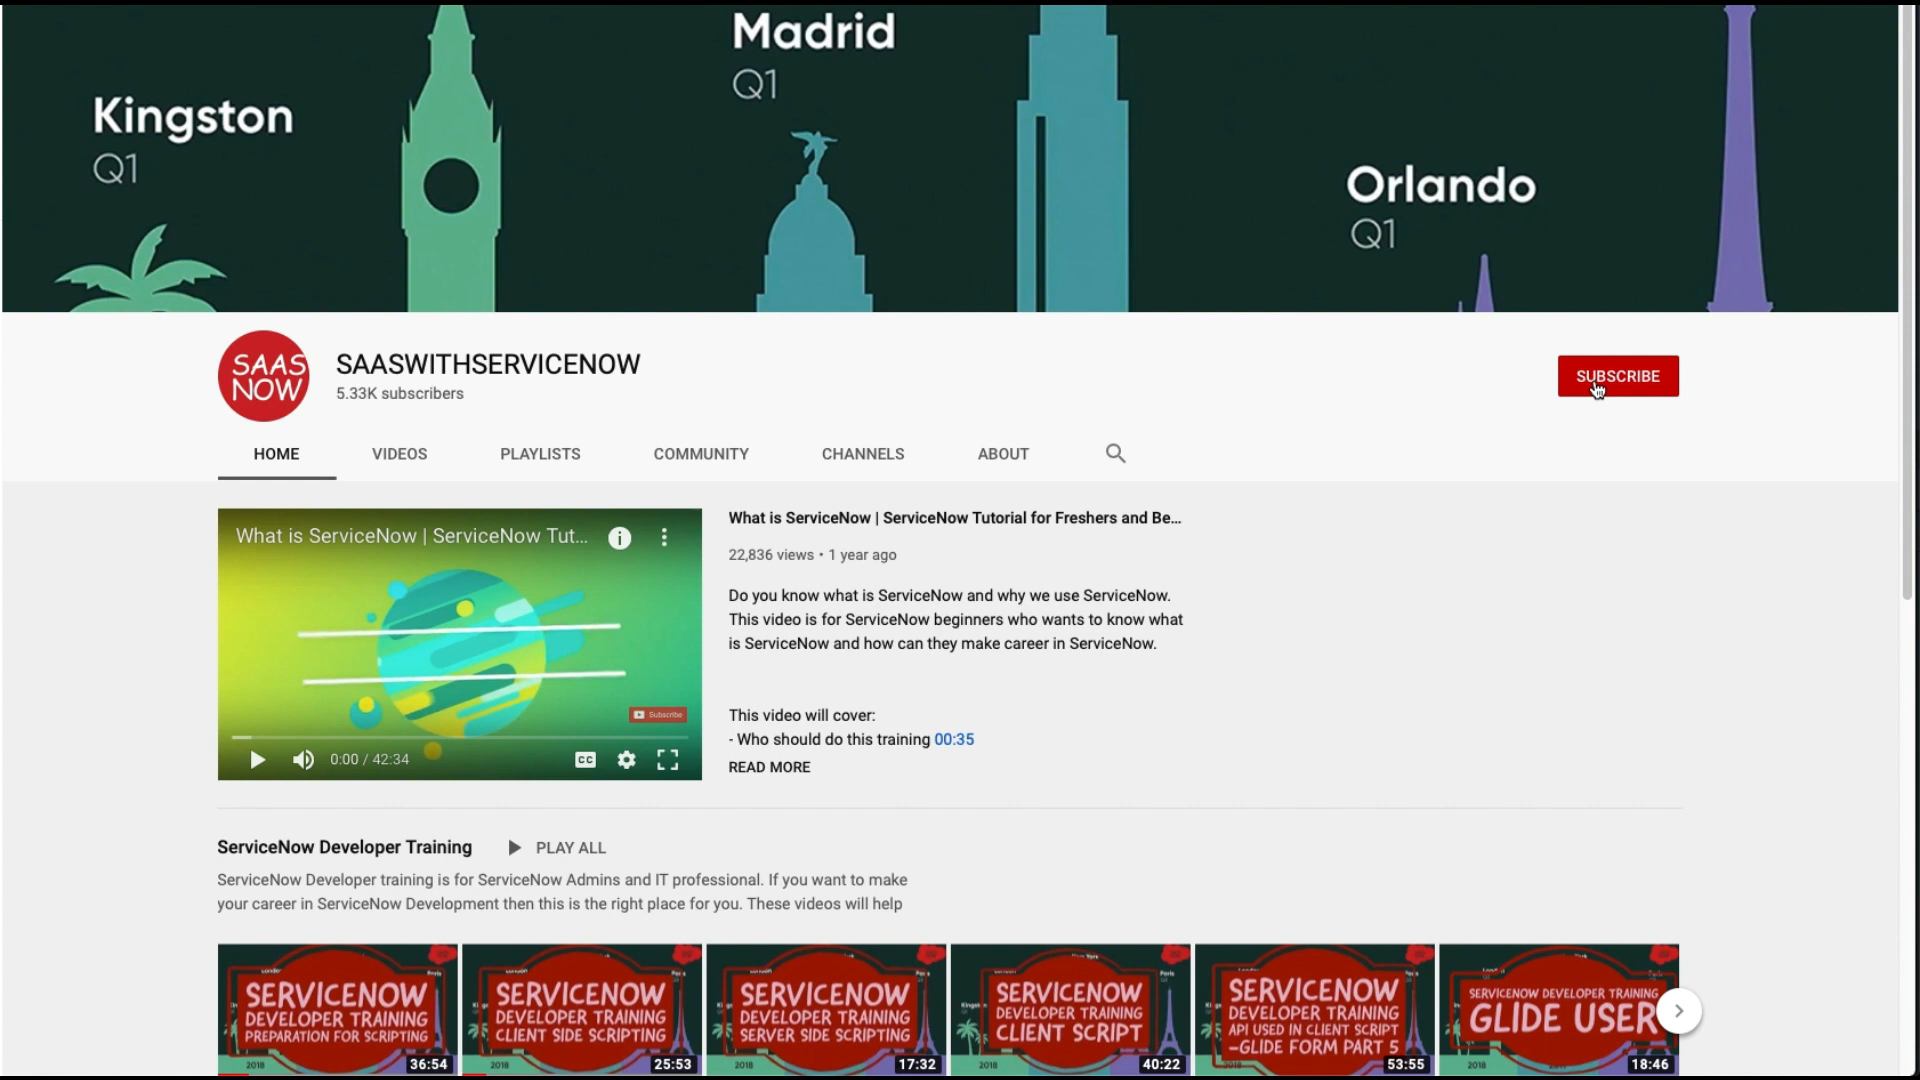 Madrid
Q1
Kingston
Q1
Orlando
Q1
SAAS
NOW
SAASWITHSERVICENOW
5.33K subscribers
SUBSCRIBE
HOME VIDEOS PLAYLISTS COMMUNITY CHANNELS ABOUT
What is ServiceNow | ServiceNow Tut...
Subscribe
0:00 / 42:34
CC
What is ServiceNow | ServiceNow Tutorial for Freshers and Be...
22,836 views • 1 year ago
Do you know what is ServiceNow and why we use ServiceNow.
This video is for ServiceNow beginners who wants to know what
is ServiceNow and how can they make career in ServiceNow.
This video will cover:
- Who should do this training 00:35
READ MORE
ServiceNow Developer Training PLAY ALL
ServiceNow Developer training is for ServiceNow Admins and IT professional. If you want to make
your career in ServiceNow Development then this is the right place for you. These videos will help
SERVICENOW
DEVELOPER TRAINING
PREPARATION FOR SCRIPTING
2018
36:54
SERVICENOW
DEVELOPER TRAINING
CLIENT SIDE SCRIPTING
2018
25:53
SERVICENOW
DEVELOPER TRAINING
SERVER SIDE SCRIPTING
2018
17:32
SERVICENOW
DEVELOPER TRAINING
CLIENT SCRIPT
2018
40:22
SERVICENOW
DEVELOPER TRAINING
API USED IN CLIENT SCRIPT
-GLIDE FORM PART 5
2018
53:55
SERVICENOW DEVELOPER TRAINING
GLIDE USER
2018
18:46